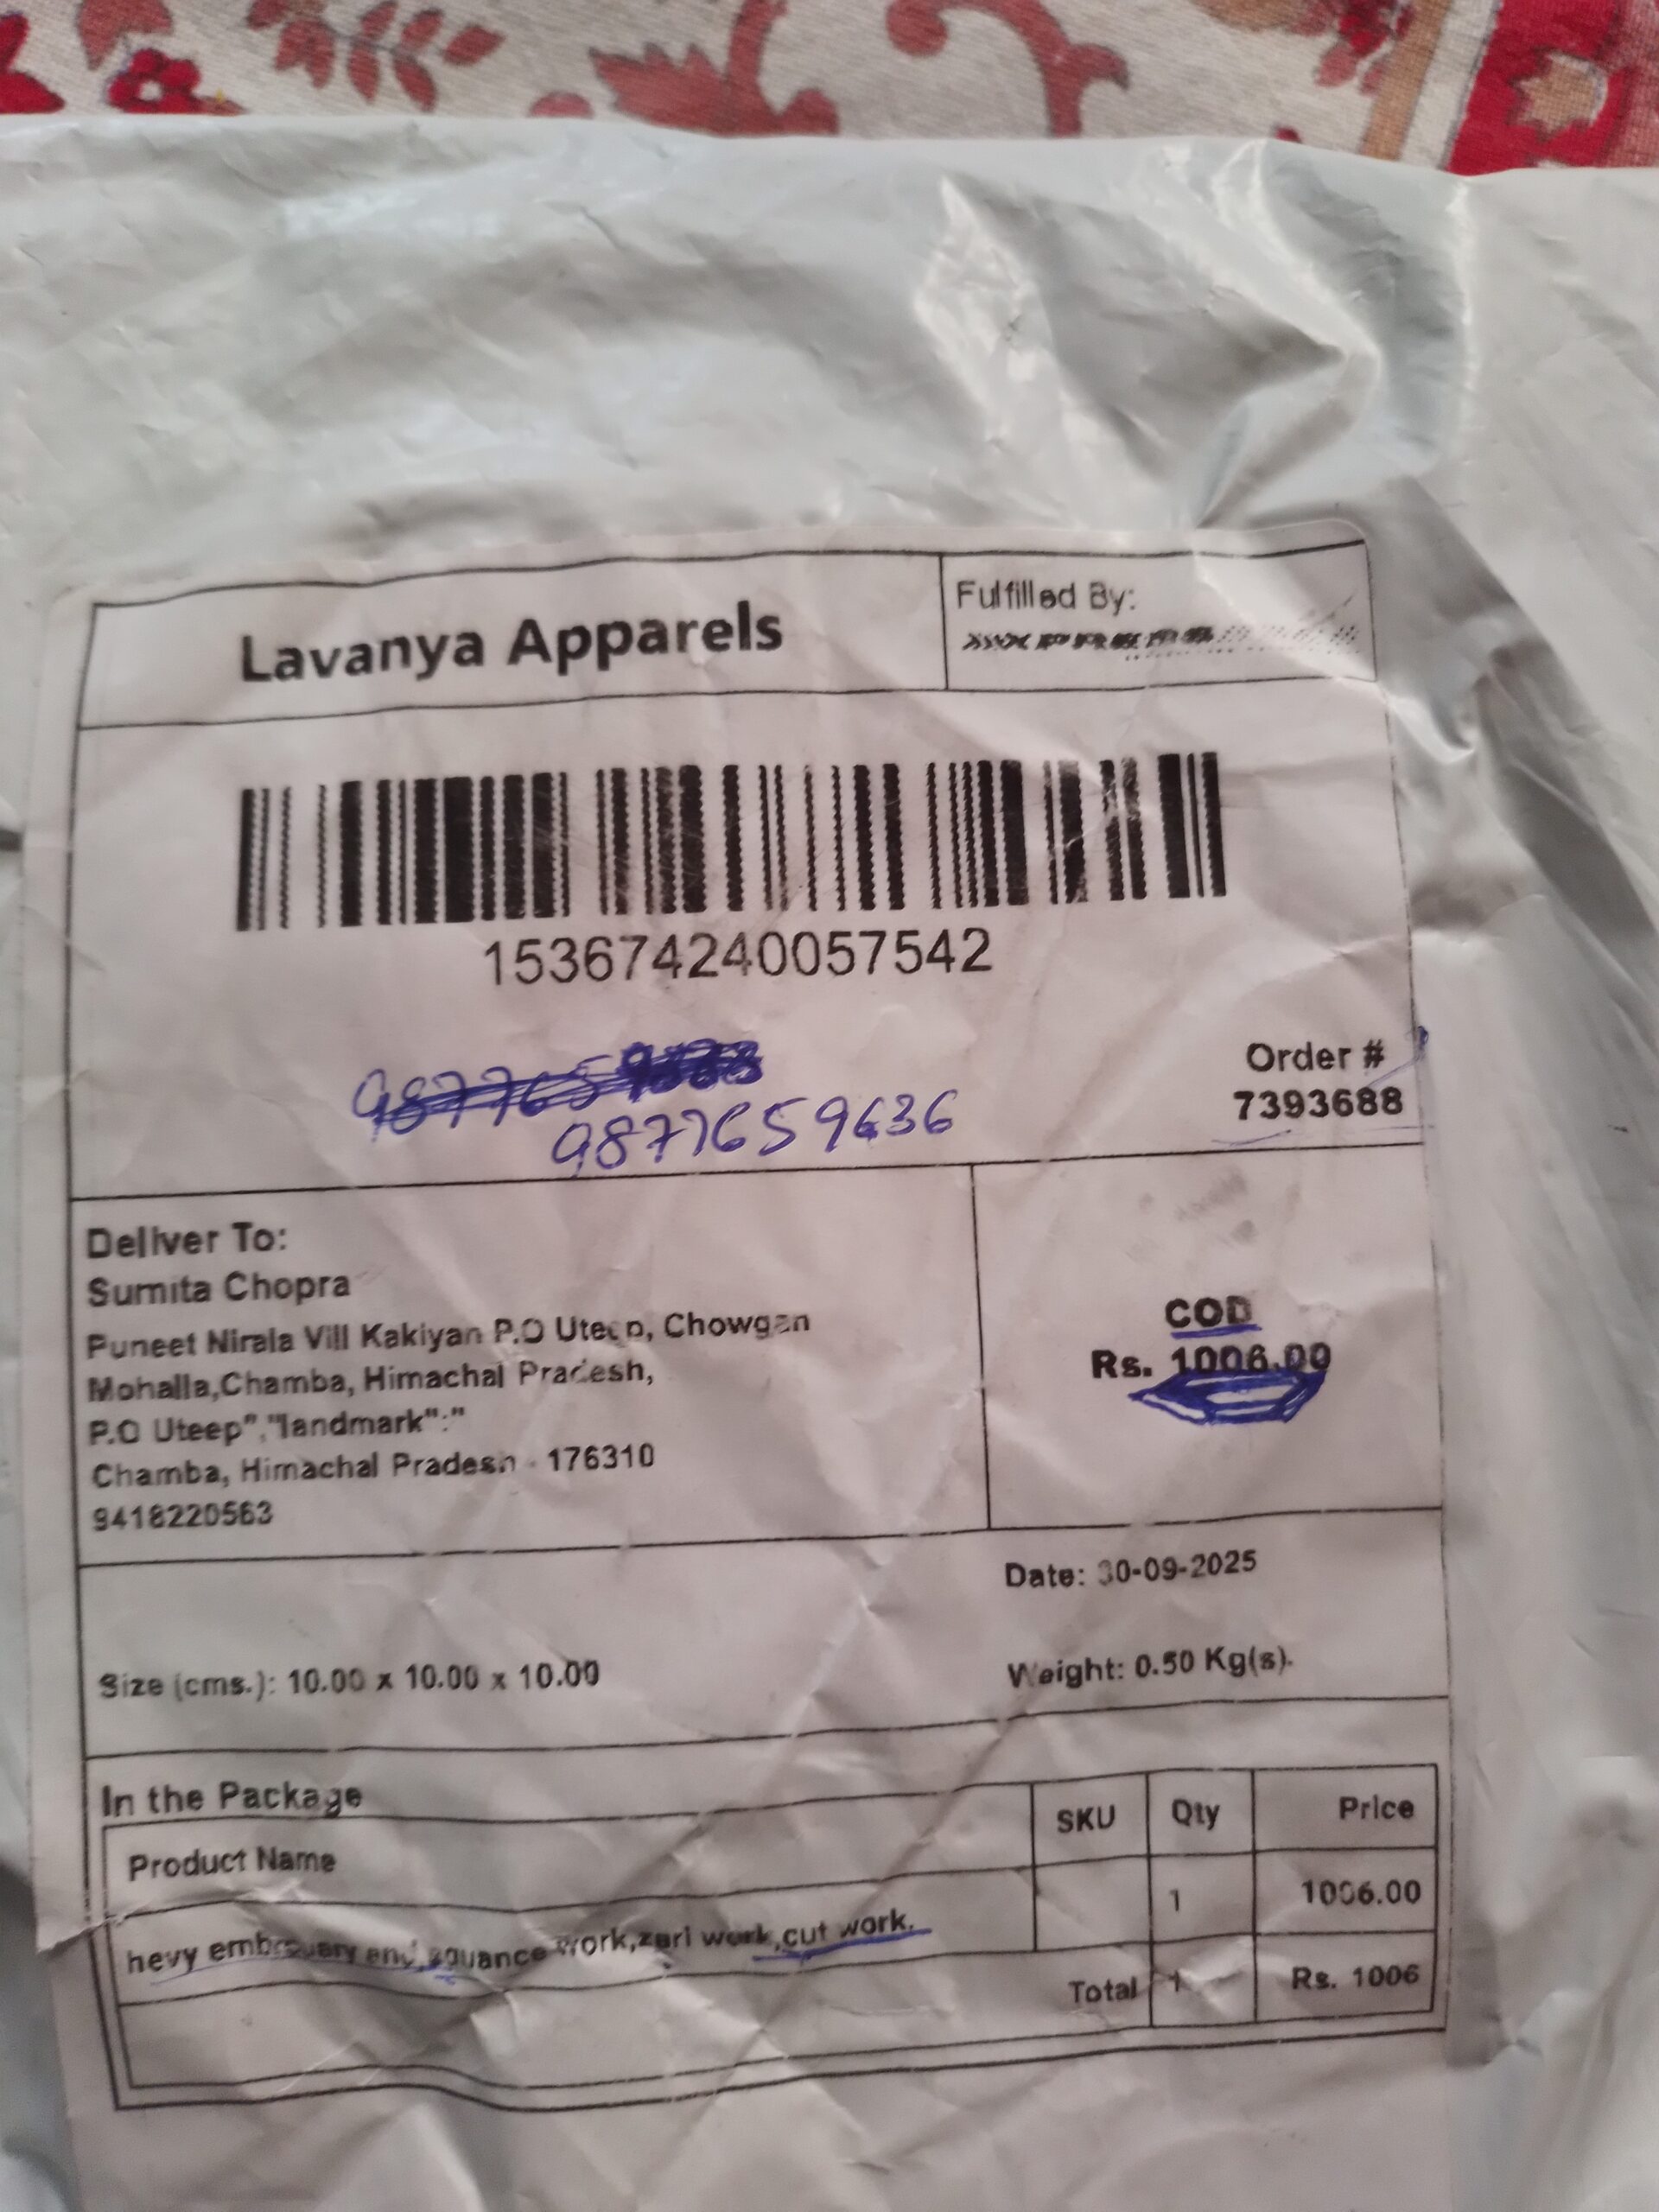 Lavanya Apparels
Fulfilled By:
153674240057542
9877659636
Order #
7393688
Deliver To:
Sumita Chopra
Puneet Nirala Vill Kakiyan P.O Uteep, Chowgan
Mohalla,Chamba, Himachal Pradesh,
P.O Uteep","landmark":"
Chamba, Himachal Pradesh - 176310
9418220563
COD
Rs. 1006.00
Date: 30-09-2025
Size (cms.): 10.00 x 10.00 x 10.00
Weight: 0.50 Kg(s).
In the Package
Product Name SKU Qty Price
hevy embrouary and,squance work,zari work,cut work. 1 1006.00
Total 1 Rs. 1006